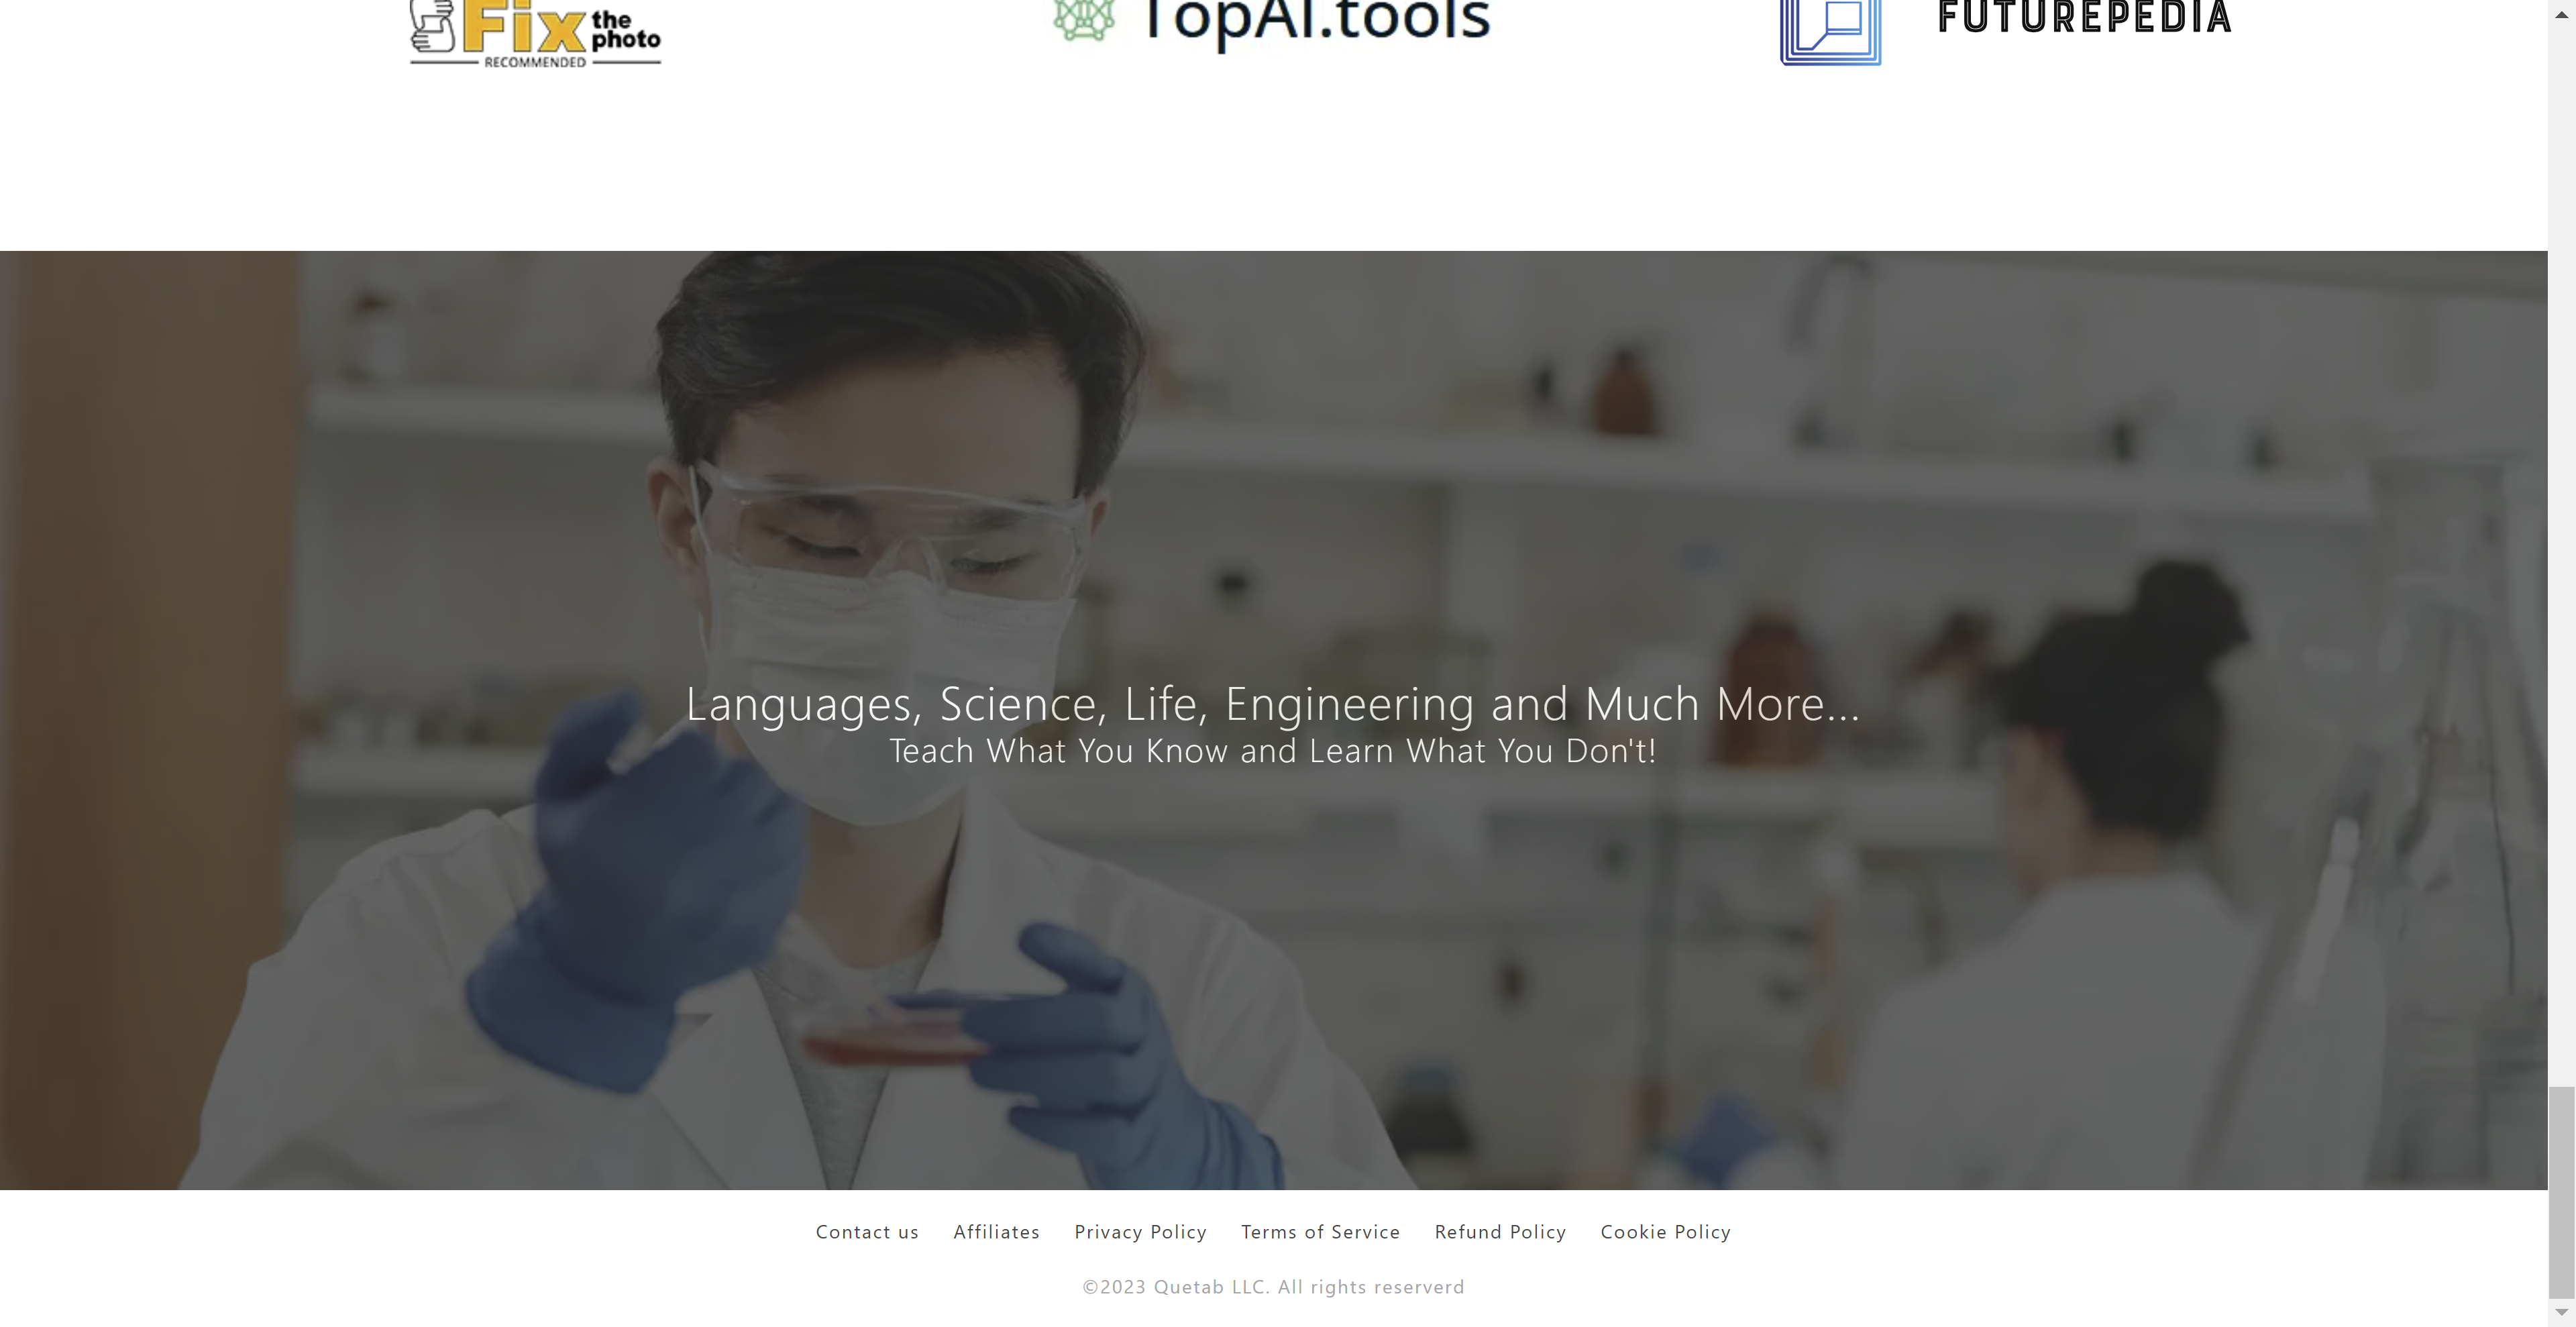 Fix the photo
RECOMMENDED
TopAI.tools
FUTUREPEDIA
Languages, Science, Life, Engineering and Much More...
Teach What You Know and Learn What You Don't!
Contact us Affiliates Privacy Policy Terms of Service Refund Policy Cookie Policy
©2023 Quetab LLC. All rights reserverd